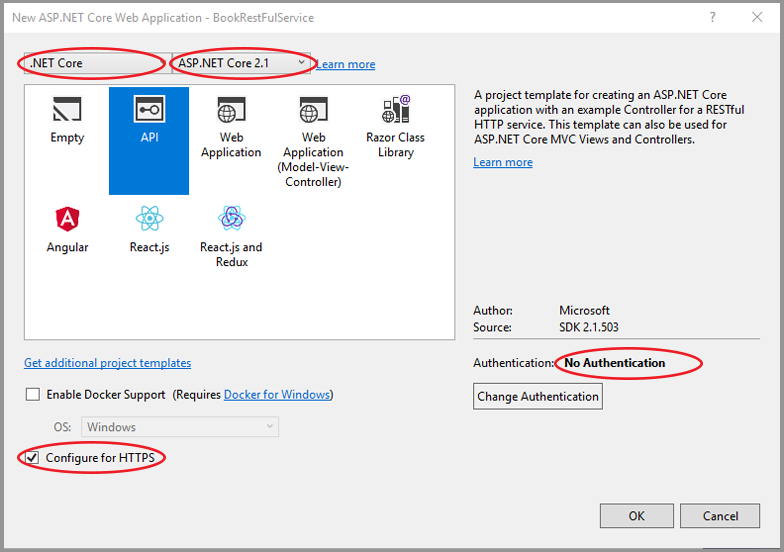 New ASP.NET Core Web Application - BookRestFulService
?
.NET Core
ASP.NET Core 2.1
Learn more
Empty
API
Web
Application
Web
Application
(Model-View-
Controller)
Razor Class
Library
Angular
React.js
React.js and
Redux
A project template for creating an ASP.NET Core
application with an example Controller for a RESTful
HTTP service. This template can also be used for
ASP.NET Core MVC Views and Controllers.
Learn more
Author: Microsoft
Source: SDK 2.1.503
Get additional project templates
Authentication: No Authentication
Enable Docker Support (Requires Docker for Windows)
Change Authentication
OS: Windows
Configure for HTTPS
OK
Cancel